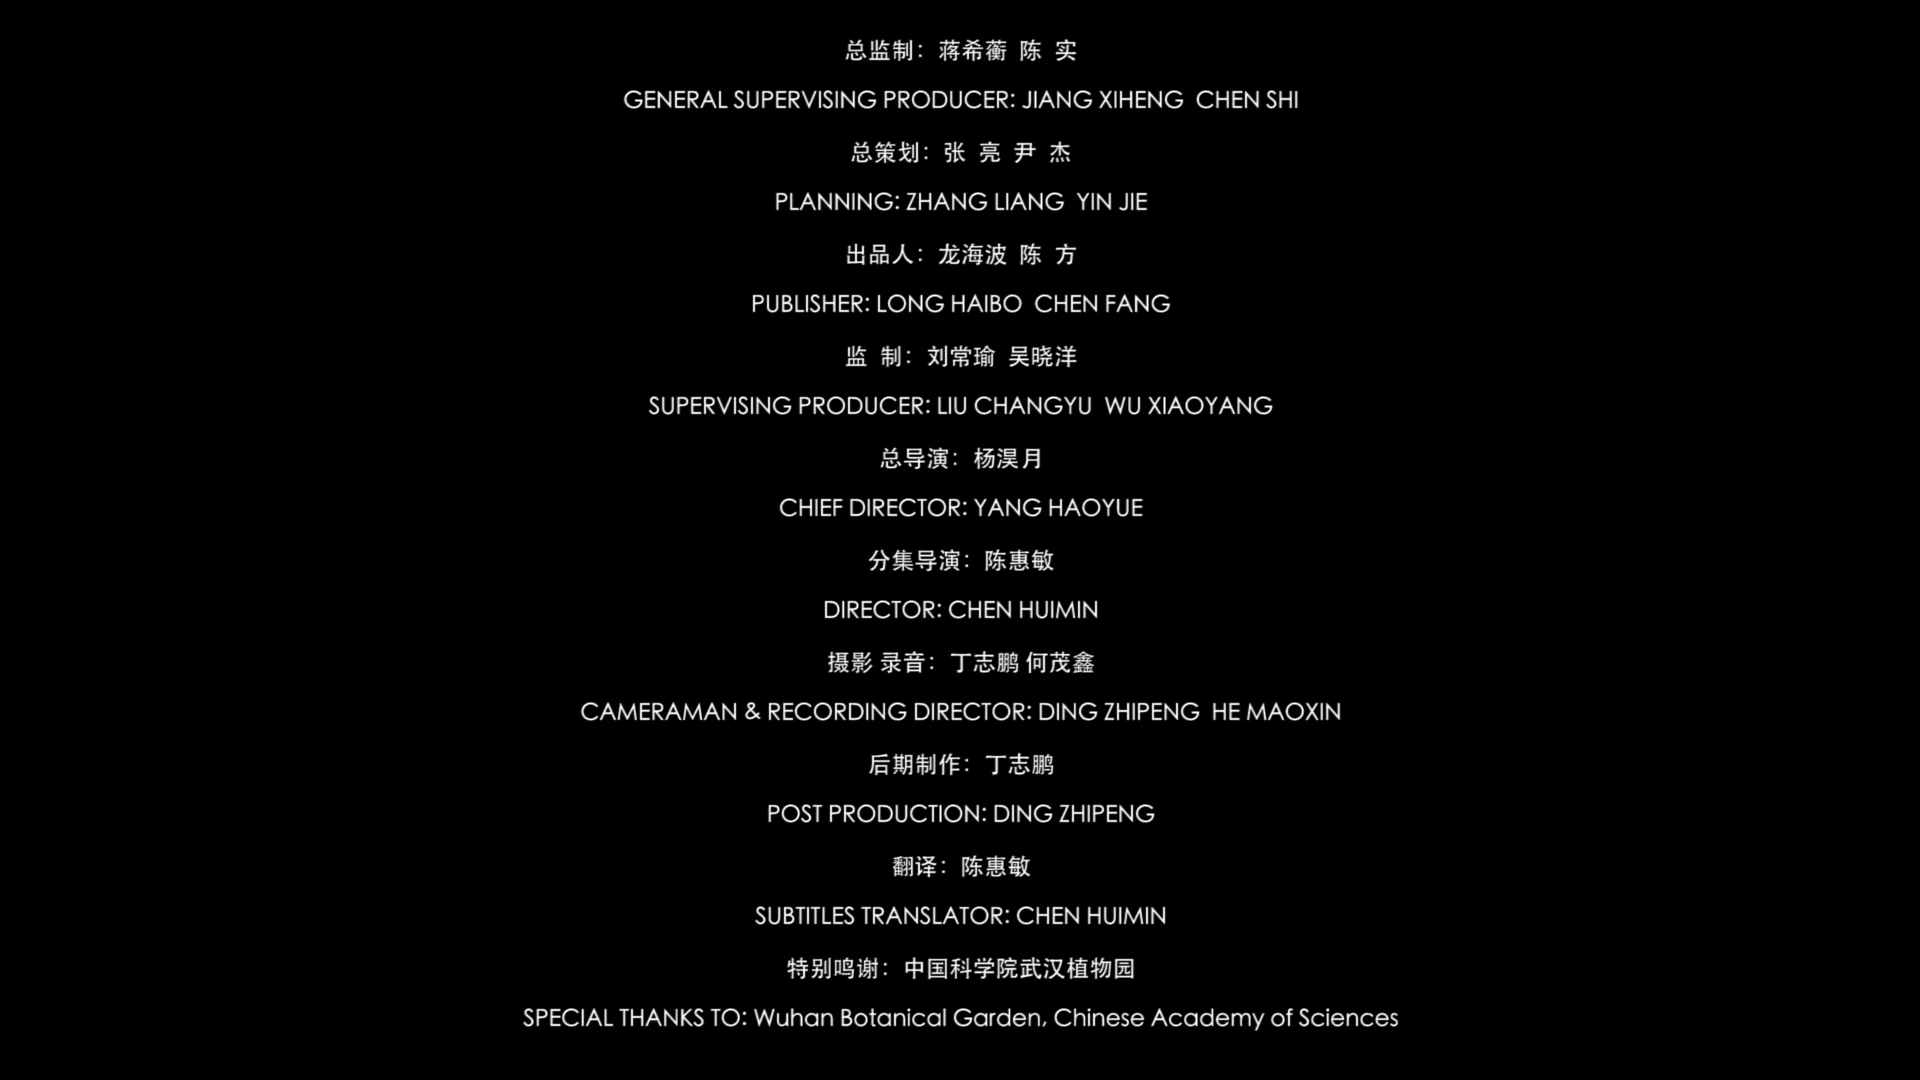 总监制：蒋希蘅 陈 实
GENERAL SUPERVISING PRODUCER: JIANG XIHENG CHEN SHI
总策划：张 亮 尹 杰
PLANNING: ZHANG LIANG YIN JIE
出品人：龙海波 陈 方
PUBLISHER: LONG HAIBO CHEN FANG
监 制：刘常瑜 吴晓洋
SUPERVISING PRODUCER: LIU CHANGYU WU XIAOYANG
总导演：杨淏月
CHIEF DIRECTOR: YANG HAOYUE
分集导演：陈惠敏
DIRECTOR: CHEN HUIMIN
摄影 录音：丁志鹏 何茂鑫
CAMERAMAN & RECORDING DIRECTOR: DING ZHIPENG HE MAOXIN
后期制作：丁志鹏
POST PRODUCTION: DING ZHIPENG
翻译：陈惠敏
SUBTITLES TRANSLATOR: CHEN HUIMIN
特别鸣谢：中国科学院武汉植物园
SPECIAL THANKS TO: Wuhan Botanical Garden, Chinese Academy of Sciences